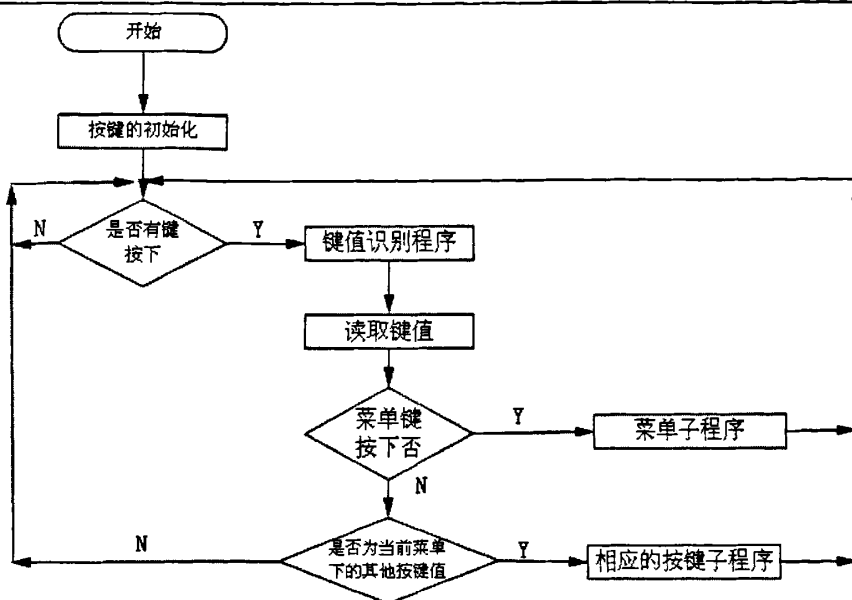 开始
按键的初始化
是否有键
按下
N
Y
键值识别程序
读取键值
菜单键
按下否
Y
菜单子程序
N
是否为当前菜单
下的其他按键值
N
Y
相应的按键子程序